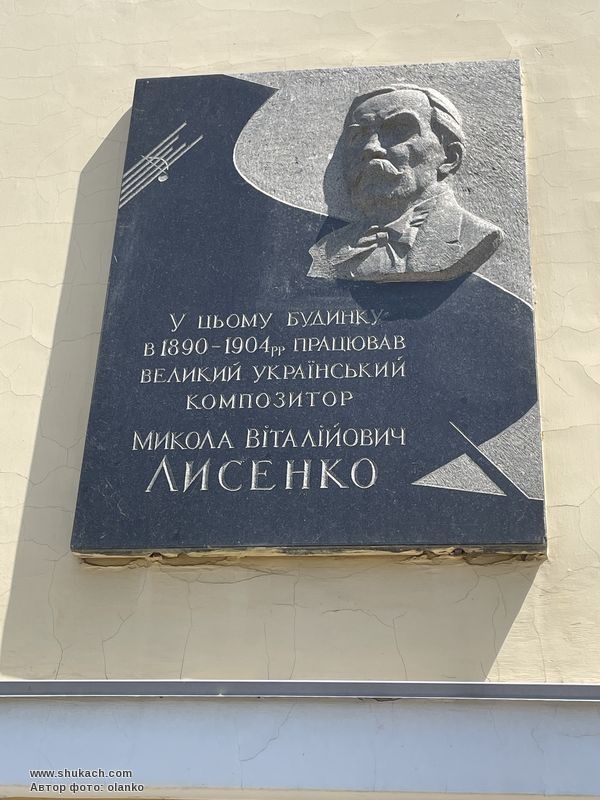 У ЦЬОМУ БУДИНКУ
В 1890-1904рр ПРАЦЮВАВ
ВЕЛИКИЙ УКРАЇНСЬКИЙ
КОМПОЗИТОР
МИКОЛА ВІТАЛІЙОВИЧ
ЛИСЕНКО
www.shukach.com
Автор фото: olanko